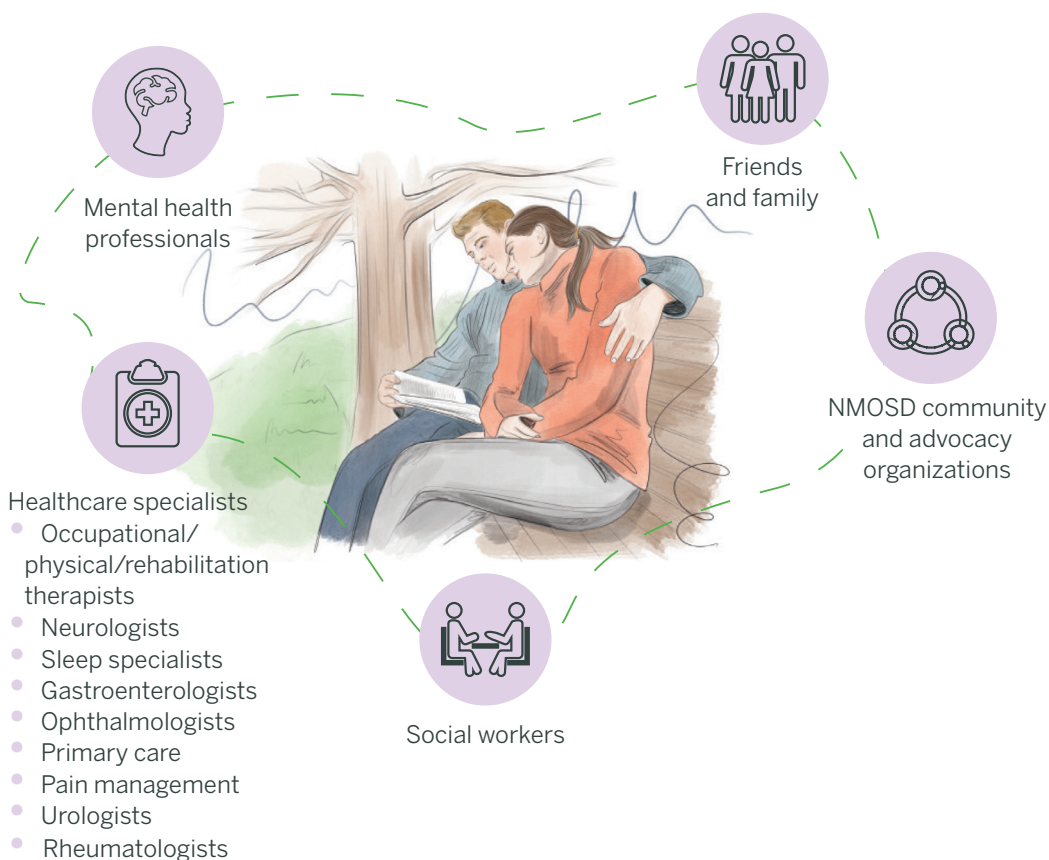 Mental health
professionals
Friends
and family
NMOSD community
and advocacy
organizations
Healthcare specialists
Occupational/
physical/rehabilitation
therapists
Neurologists
Sleep specialists
Gastroenterologists
Ophthalmologists
Primary care
Pain management
Urologists
Rheumatologists
Social workers